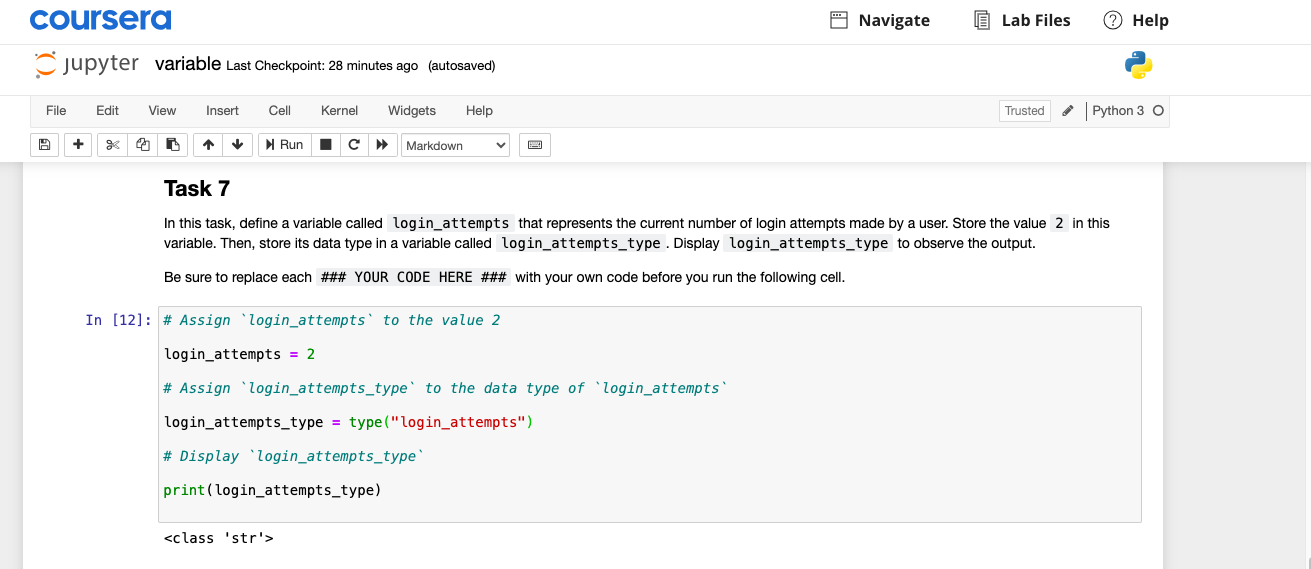 coursera
Navigate Lab Files Help
jupyter variable Last Checkpoint: 28 minutes ago (autosaved)
File Edit View Insert Cell Kernel Widgets Help Trusted Python 3
Run Markdown
Task 7
In this task, define a variable called login_attempts that represents the current number of login attempts made by a user. Store the value 2 in this
variable. Then, store its data type in a variable called login_attempts_type . Display login_attempts_type to observe the output.
Be sure to replace each ### YOUR CODE HERE ### with your own code before you run the following cell.
In [12]: # Assign `login_attempts` to the value 2
login_attempts = 2
# Assign `login_attempts_type` to the data type of `login_attempts`
login_attempts_type = type("login_attempts")
# Display `login_attempts_type`
print(login_attempts_type)
<class 'str'>